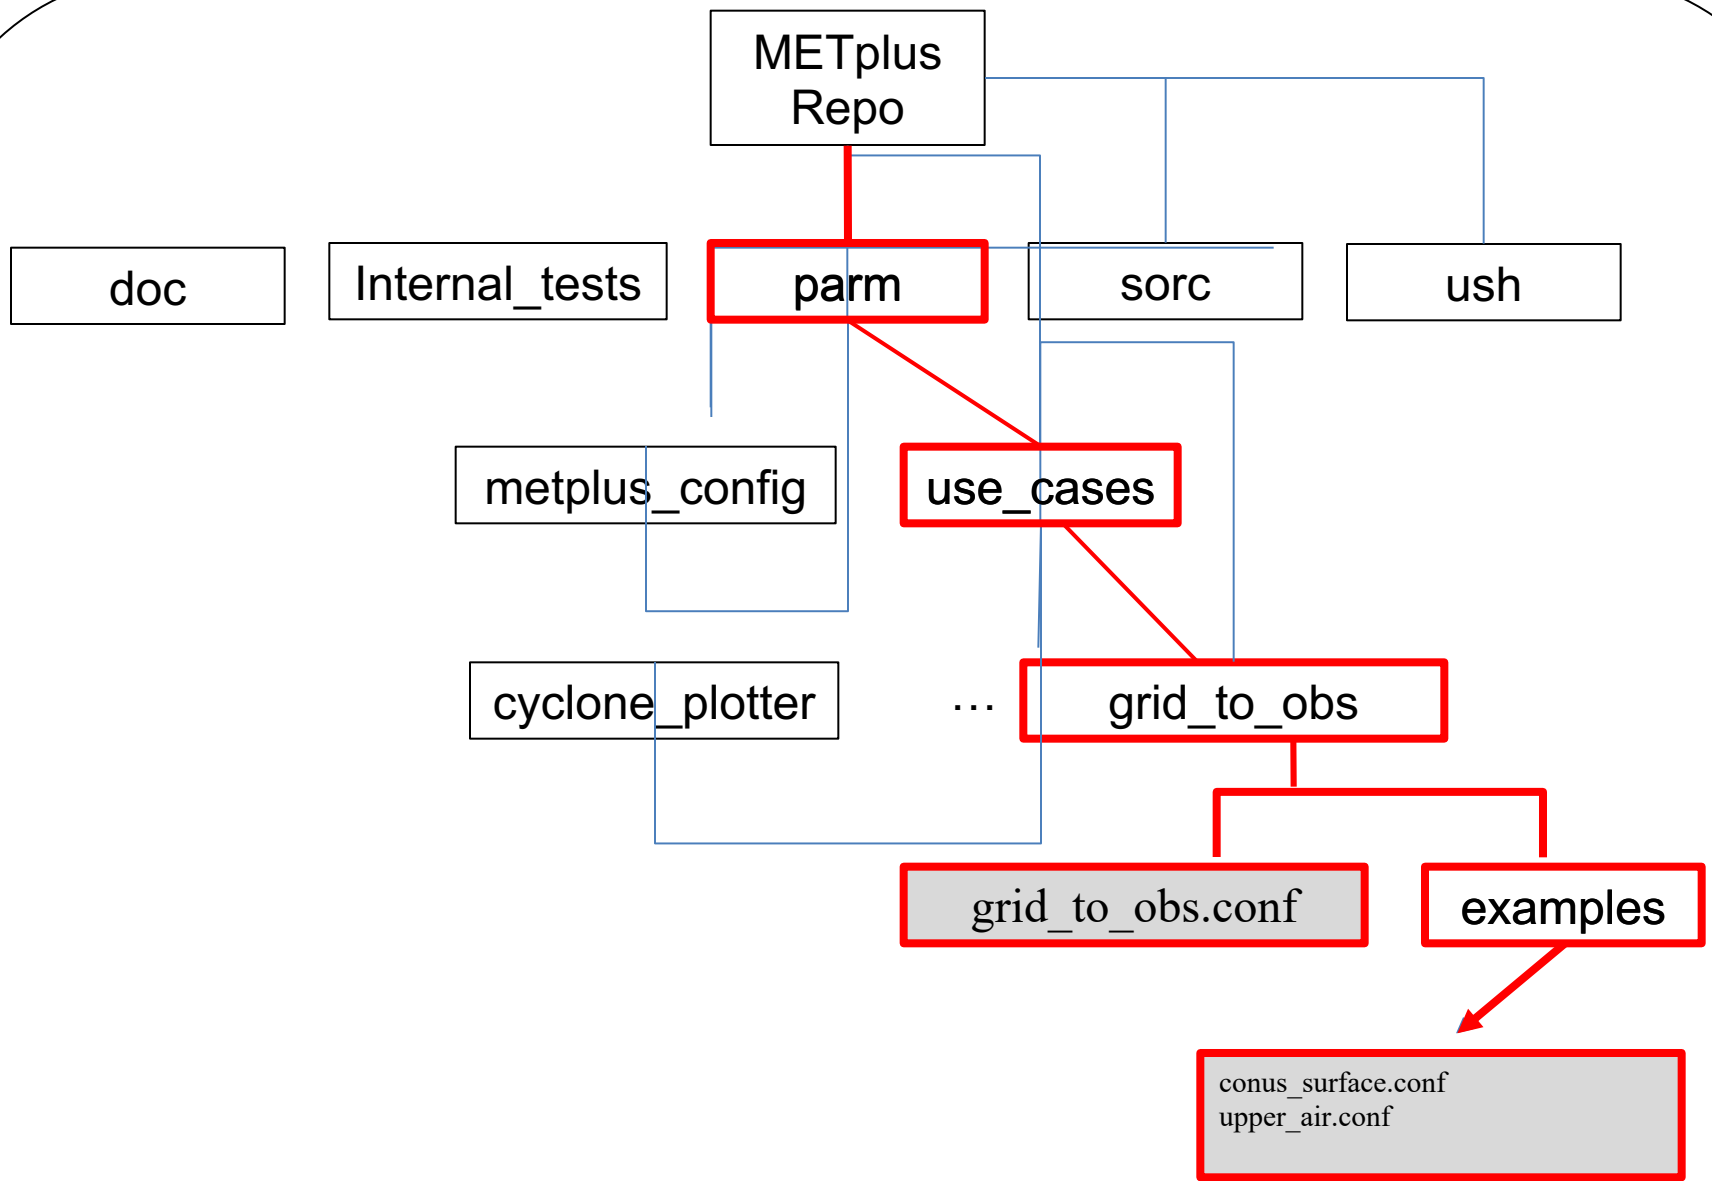 METplus
Repo
doc
Internal_tests
parm
sorc
ush
metplus_config
use_cases
cyclone_plotter
...
grid_to_obs
grid_to_obs.conf
examples
conus_surface.conf
upper_air.conf